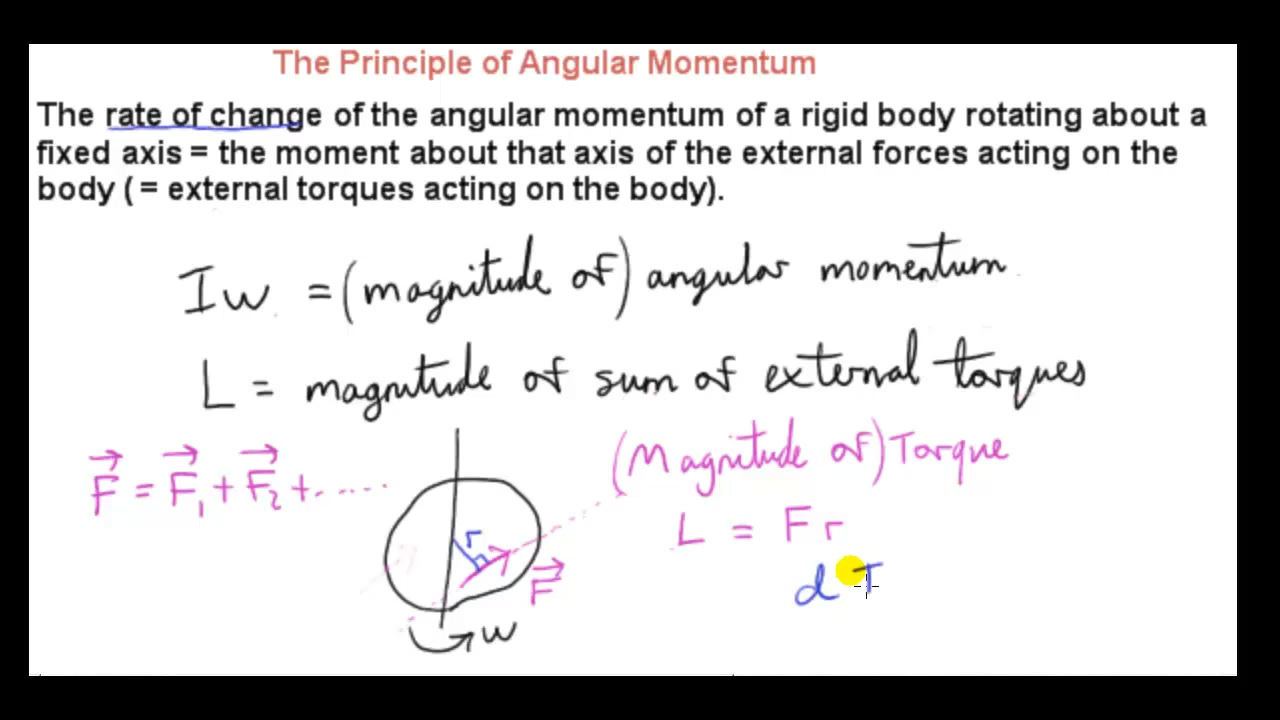 The Principle of Angular Momentum
The rate of change of the angular momentum of a rigid body rotating about a
fixed axis = the moment about that axis of the external forces acting on the
body ( = external torques acting on the body).
Iw = (magnitude of) angular momentum
L = magnitude of sum of external torques
F = F₁ + F₂ + .....
(Magnitude of) Torque
L = Fr
r
F
d I
w